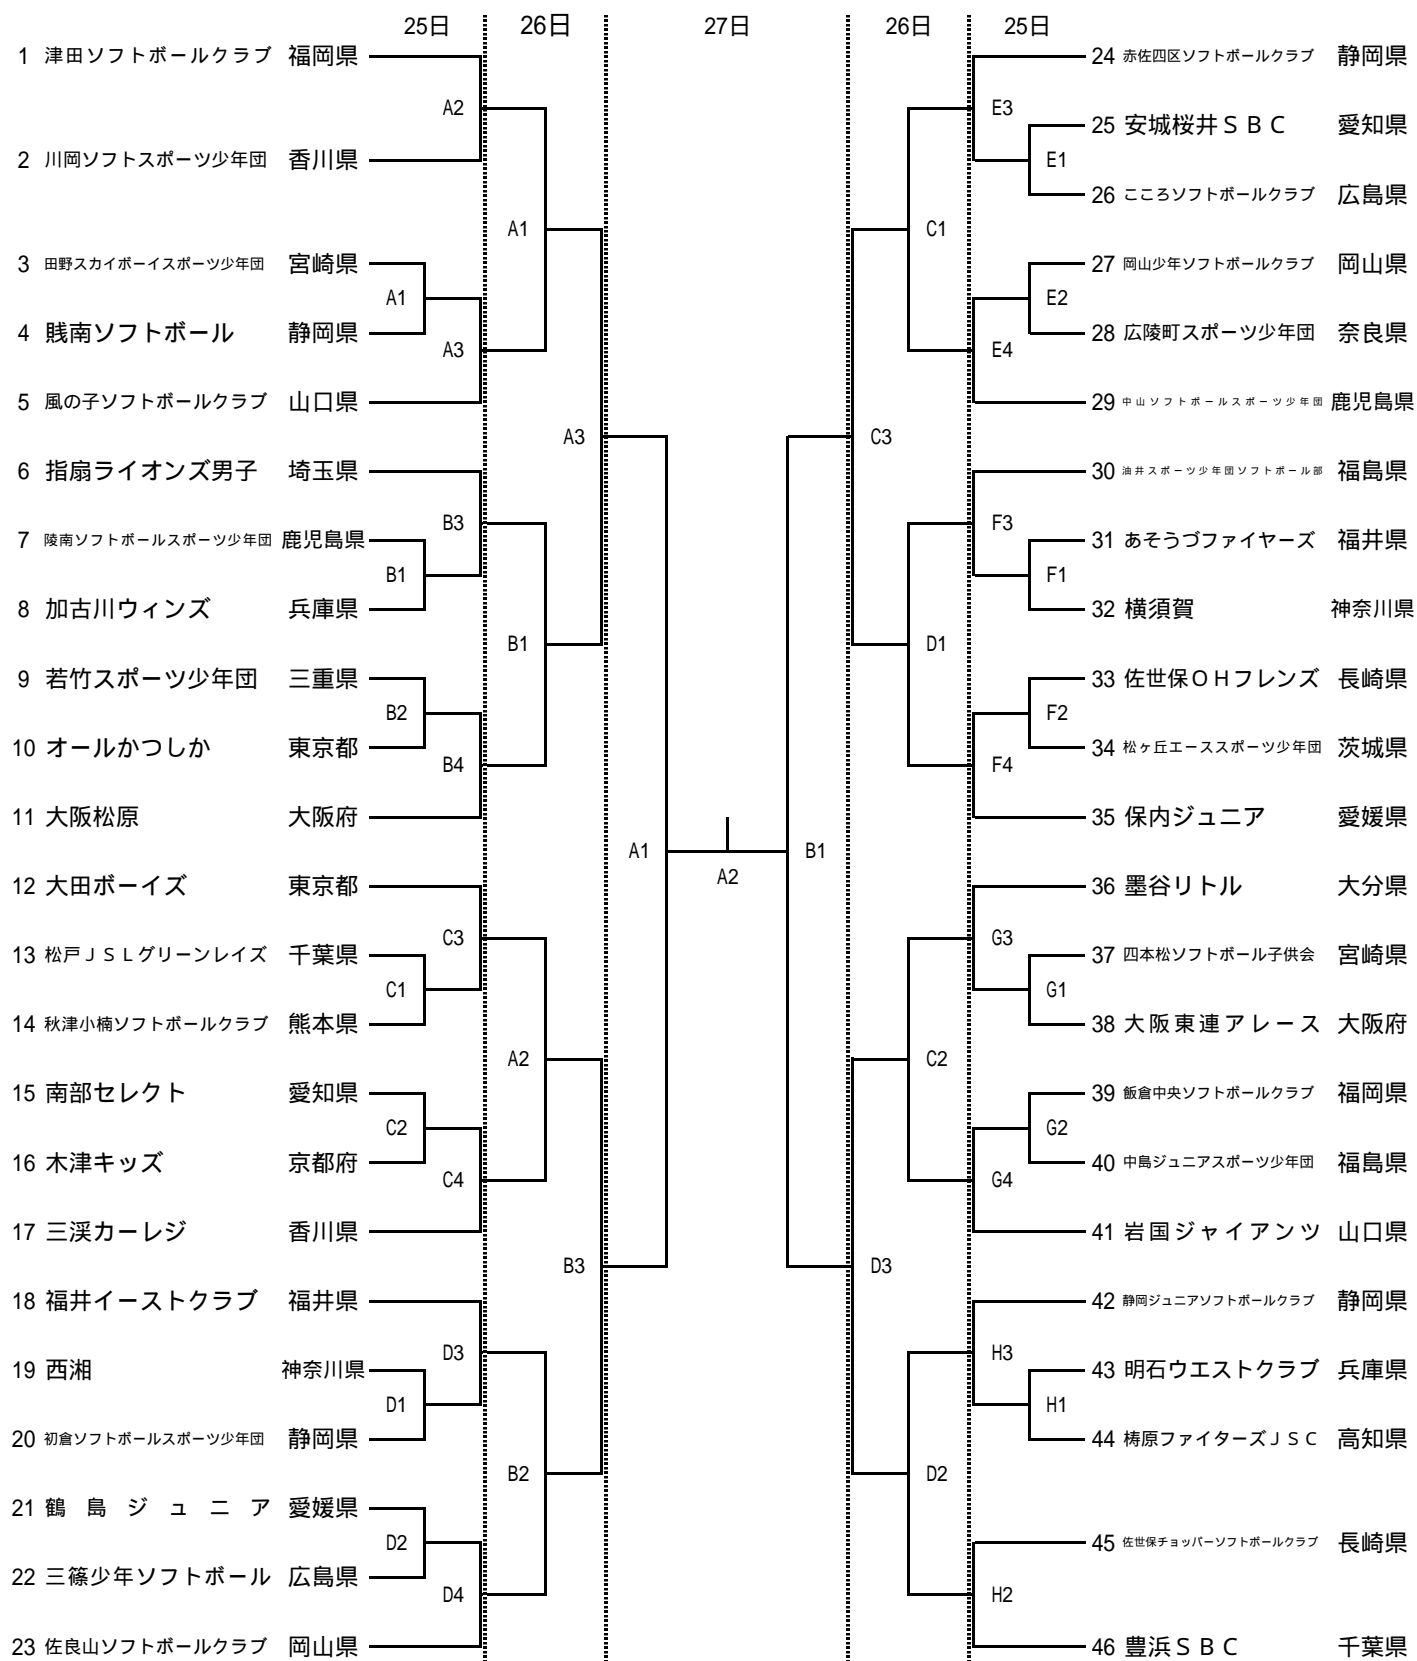 25日 26日 27日 26日 25日
1 津田ソフトボールクラブ 福岡県
2 川岡ソフトスポーツ少年団 香川県
3 田野スカイボーイスポーツ少年団 宮崎県
4 賎南ソフトボール 静岡県
5 風の子ソフトボールクラブ 山口県
6 指扇ライオンズ男子 埼玉県
7 陵南ソフトボールスポーツ少年団 鹿児島県
8 加古川ウィンズ 兵庫県
9 若竹スポーツ少年団 三重県
10 オールかつしか 東京都
11 大阪松原 大阪府
12 大田ボーイズ 東京都
13 松戸ＪＳＬグリーンレイズ 千葉県
14 秋津小楠ソフトボールクラブ 熊本県
15 南部セレクト 愛知県
16 木津キッズ 京都府
17 三渓カーレジ 香川県
18 福井イーストクラブ 福井県
19 西湘 神奈川県
20 初倉ソフトボールスポーツ少年団 静岡県
21 鶴島ジュニア 愛媛県
22 三篠少年ソフトボール 広島県
23 佐良山ソフトボールクラブ 岡山県
A2
A1
A3
B3
B1
B2
B4
C3
C1
C2
C4
D3
D1
D2
D4
A1
B1
A2
B2
A3
B3
A1
A2
B1
C3
D3
C1
D1
C2
D2
E3
E1
E2
E4
F3
F1
F2
F4
G3
G1
G2
G4
H3
H1
H2
24 赤佐四区ソフトボールクラブ 静岡県
25 安城桜井ＳＢＣ 愛知県
26 こころソフトボールクラブ 広島県
27 岡山少年ソフトボールクラブ 岡山県
28 広陵町スポーツ少年団 奈良県
29 中山ソフトボールスポーツ少年団 鹿児島県
30 油井スポーツ少年団ソフトボール部 福島県
31 あそうづファイヤーズ 福井県
32 横須賀 神奈川県
33 佐世保ＯＨフレンズ 長崎県
34 松ヶ丘エーススポーツ少年団 茨城県
35 保内ジュニア 愛媛県
36 墨谷リトル 大分県
37 四本松ソフトボール子供会 宮崎県
38 大阪東連アレース 大阪府
39 飯倉中央ソフトボールクラブ 福岡県
40 中島ジュニアスポーツ少年団 福島県
41 岩国ジャイアンツ 山口県
42 静岡ジュニアソフトボールクラブ 静岡県
43 明石ウエストクラブ 兵庫県
44 梼原ファイターズＪＳＣ 高知県
45 佐世保チョッパーソフトボールクラブ 長崎県
46 豊浜ＳＢＣ 千葉県